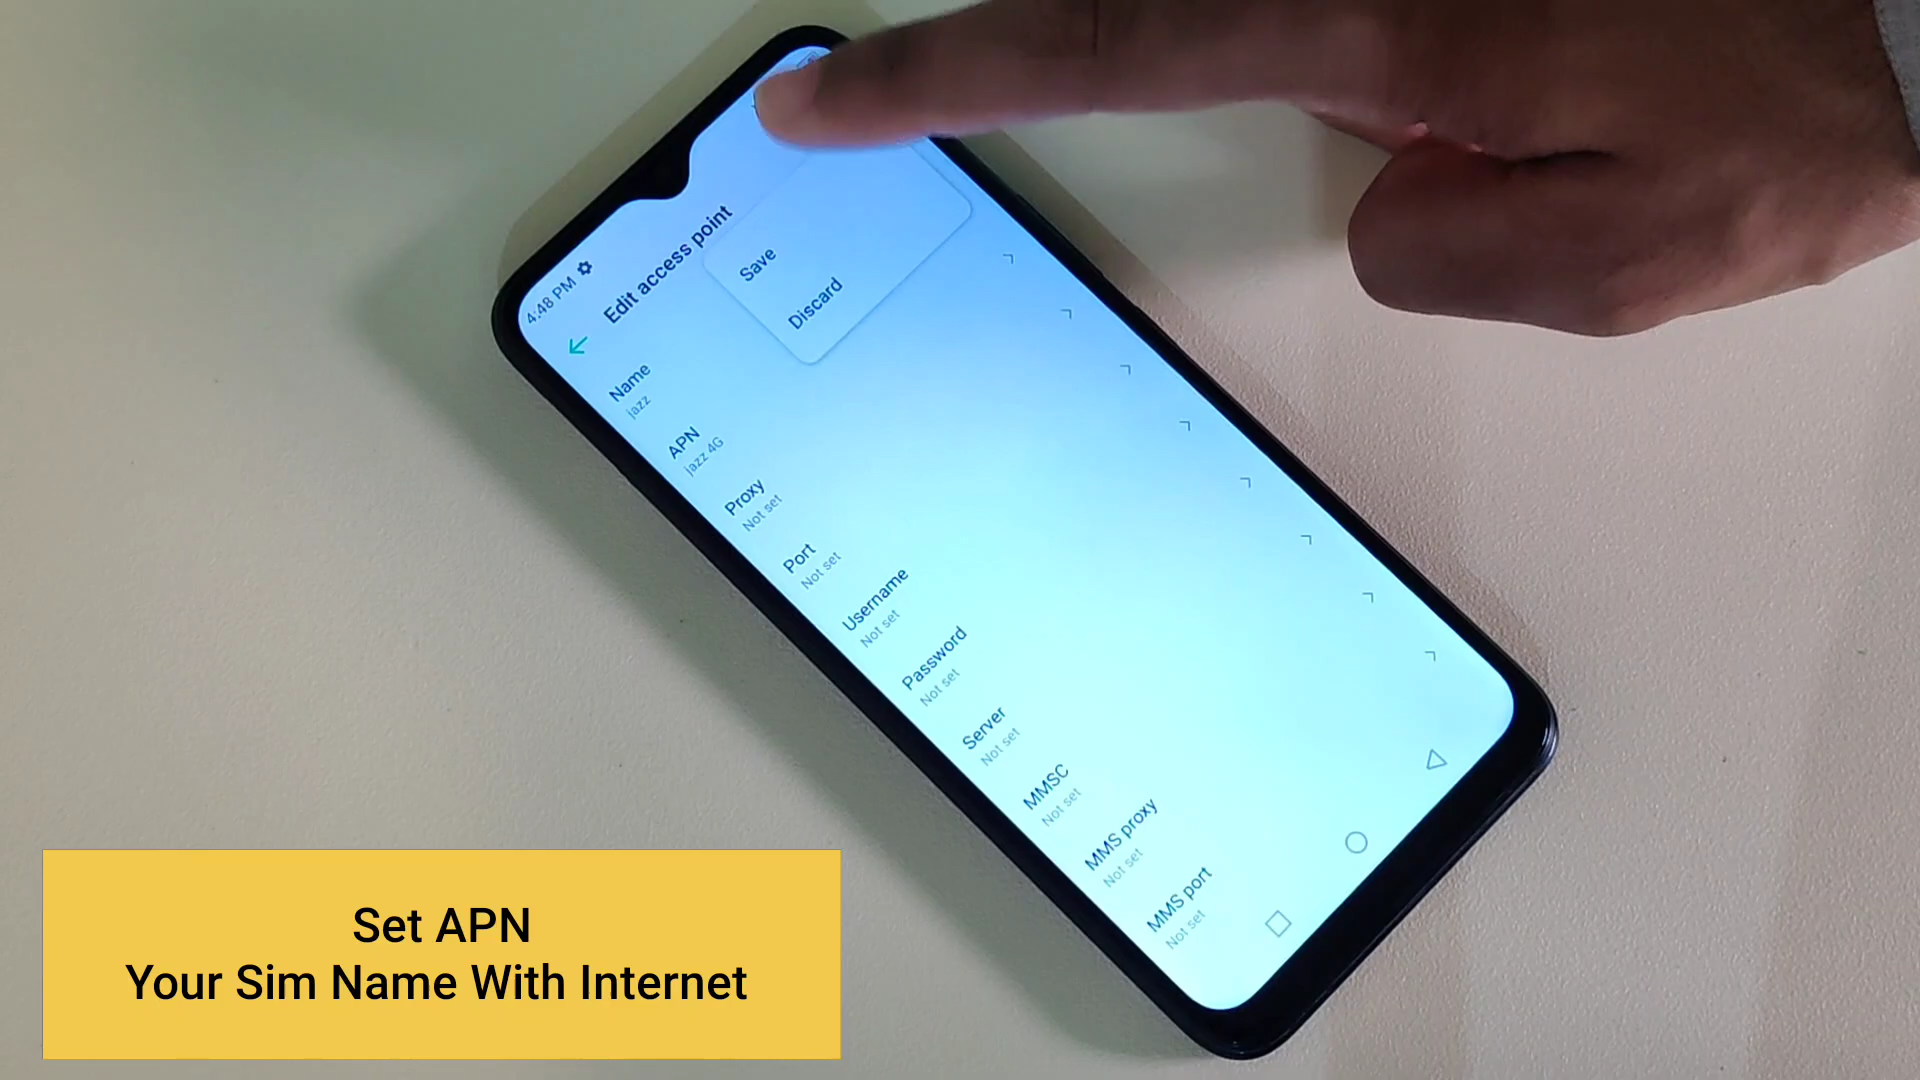 4:48 PM
Edit access point
Save
Discard
Name
jazz
APN
jazz 4G
Proxy
Not set
Port
Not set
Username
Not set
Password
Not set
Server
Not set
MMSC
Not set
MMS proxy
Not set
MMS port
Not set
Set APN
Your Sim Name With Internet